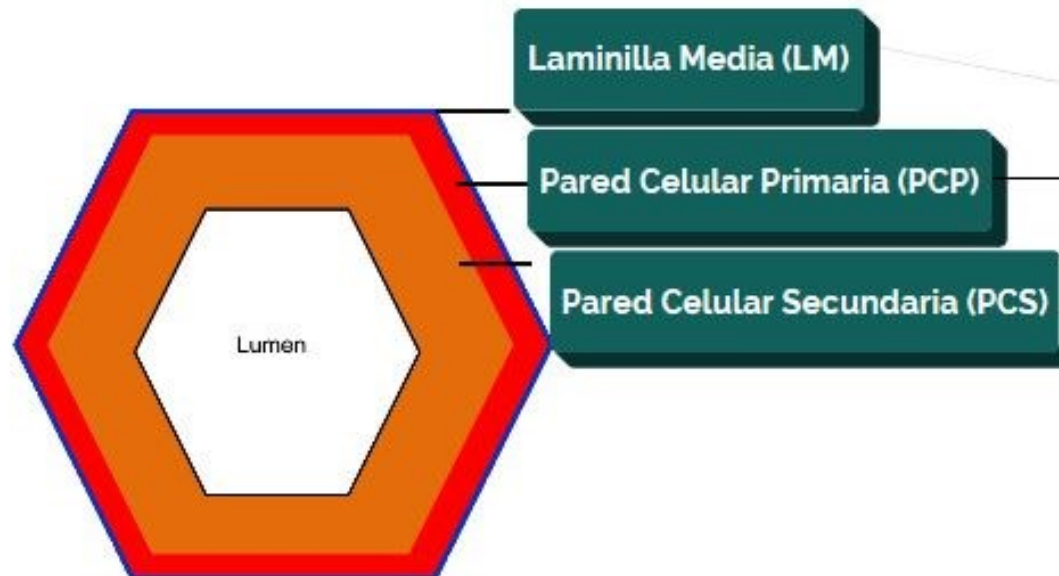 Laminilla Media (LM)
Pared Celular Primaria (PCP)
Pared Celular Secundaria (PCS)
Lumen